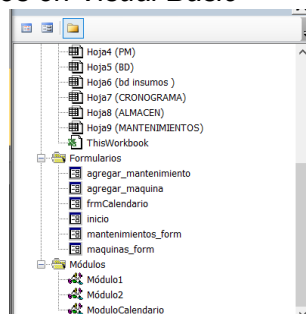 Hoja4 (PM)
Hoja5 (BD)
Hoja6 (bd insumos )
Hoja7 (CRONOGRAMA)
Hoja8 (ALMACEN)
Hoja9 (MANTENIMIENTOS)
ThisWorkbook
Formularios
agregar_mantenimiento
agregar_maquina
frmCalendario
inicio
mantenimientos_form
maquinas_form
Módulos
Módulo1
Módulo2
ModuloCalendario